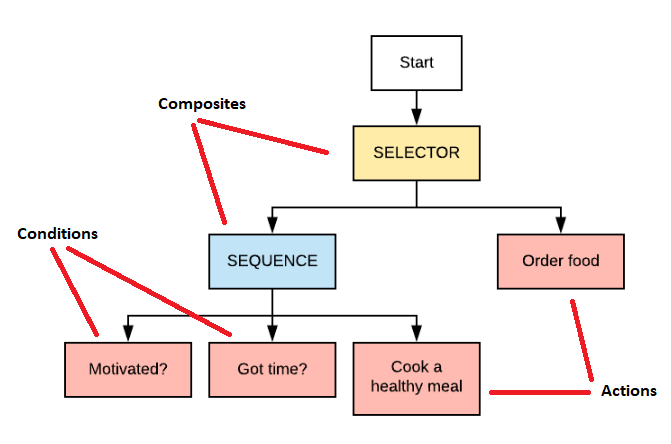 Start
Composites
SELECTOR
Conditions
SEQUENCE
Order food
Motivated?
Got time?
Cook a
healthy meal
Actions